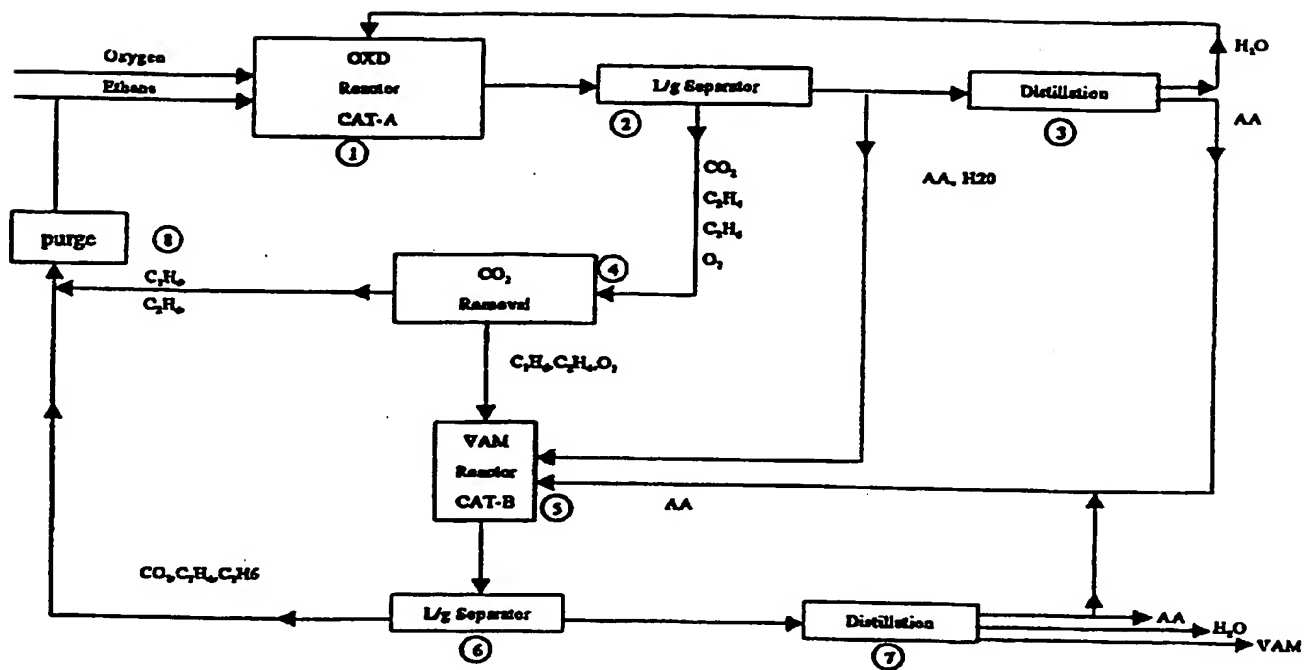 Oxygen
Ethane
OXD
Reactor
CAT-A
1
L/g Separator
2
Distillation
3
H₂O
AA
CO₂
C₂H₄
C₂H₆
O₂
AA, H20
purge
8
C₂H₆,
C₂H₄,
CO₂
Removal
4
C₂H₆,C₂H₄,O₂
VAM
Reactor
CAT-B
5
AA
CO₂,C₂H₄,C₂H6
L/g Separator
6
Distillation
7
AA
H₂O
VAM